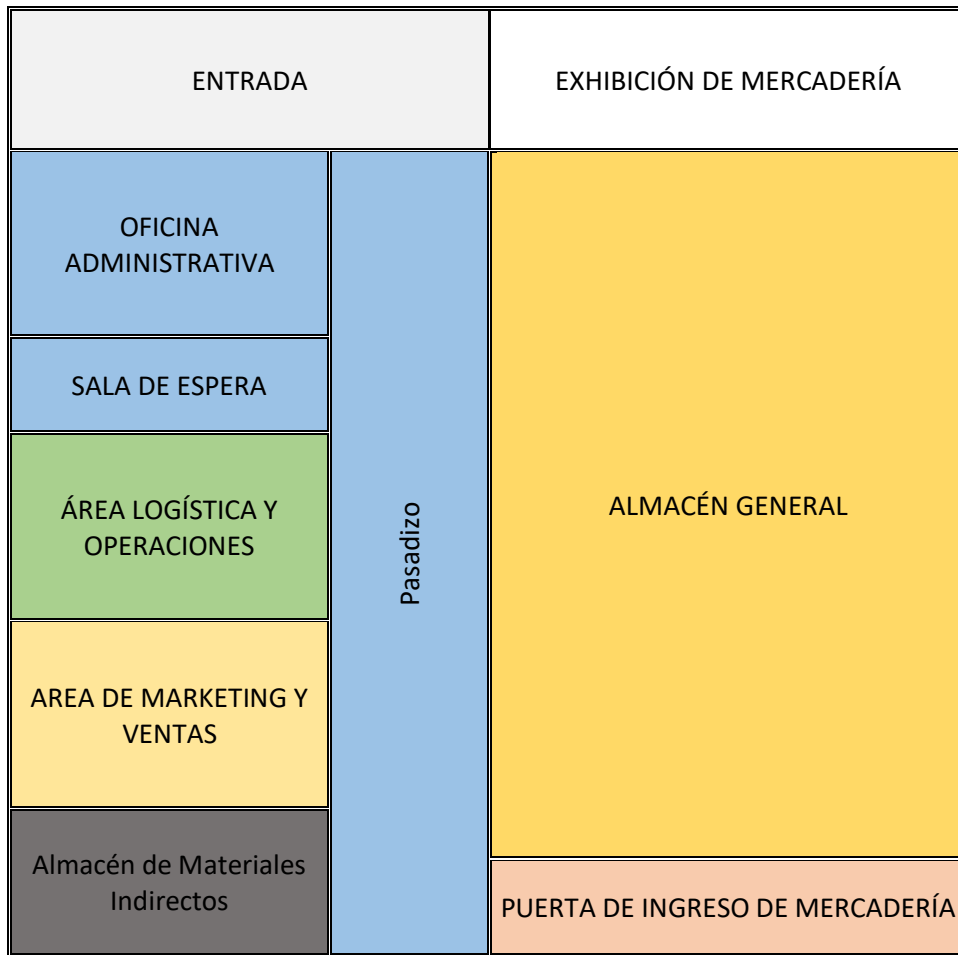 ENTRADA
EXHIBICIÓN DE MERCADERÍA
OFICINA
ADMINISTRATIVA
SALA DE ESPERA
ÁREA LOGÍSTICA Y
OPERACIONES
AREA DE MARKETING Y
VENTAS
Almacén de Materiales
Indirectos
Pasadizo
ALMACÉN GENERAL
PUERTA DE INGRESO DE MERCADERÍA